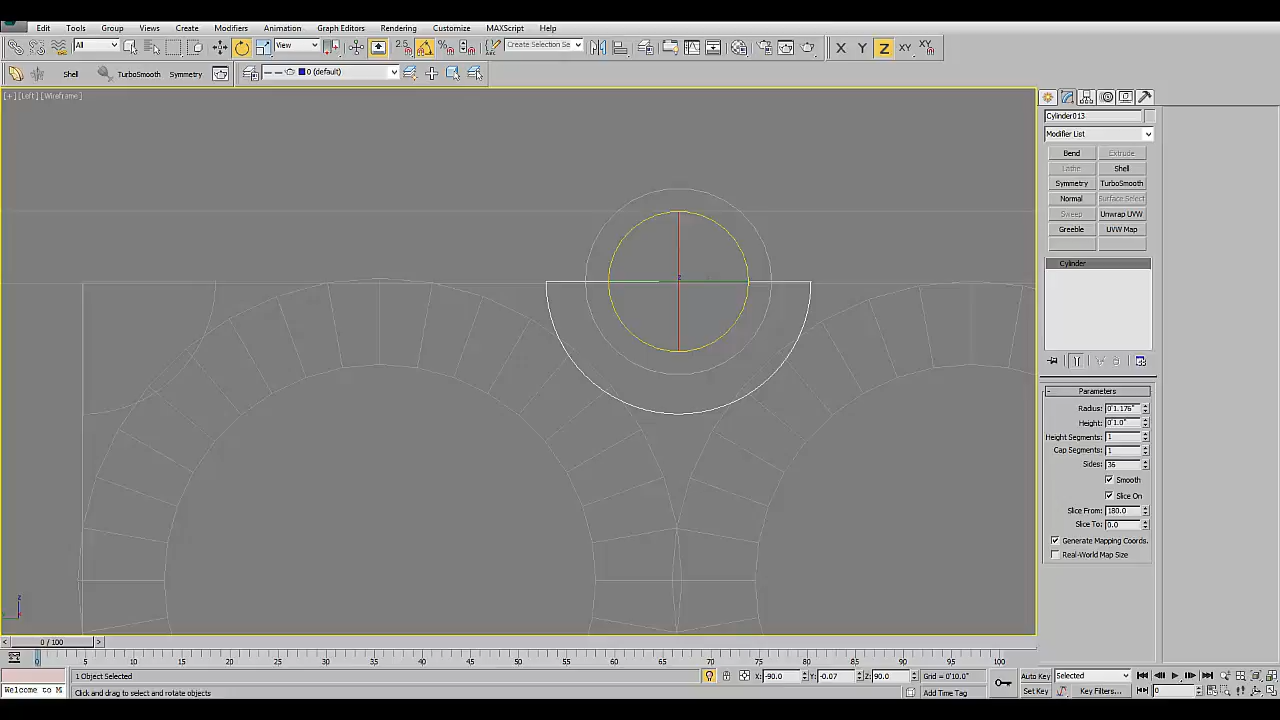 Edit Tools Group Views Create Modifiers Animation Graph Editors Rendering Customize MAXScript Help
All View 2.5 Create Selection Se X Y Z XY XY
Shell TurboSmooth Symmetry 0 (default)
[+] [Left] [Wireframe]
Cylinder013
Modifier List
Bend Extrude
Lathe Shell
Symmetry TurboSmooth
Normal Surface Select
Sweep Unwrap UVW
Greeble UVW Map
Cylinder
- Parameters
Radius: 0'1.176"
Height: 0'1.0"
Height Segments: 1
Cap Segments: 1
Sides: 36
Smooth
Slice On
Slice From: 180.0
Slice To: 0.0
Generate Mapping Coords.
Real-World Map Size
z
z
< 0 / 100 >
0 5 10 15 20 25 30 35 40 45 50 55 60 65 70 75 80 85 90 95 100
1 Object Selected X: -90.0 Y: -0.07 Z: 90.0 Grid = 0'10.0" Auto Key Selected
Welcome to M Click and drag to select and rotate objects Add Time Tag Set Key Key Filters... 0